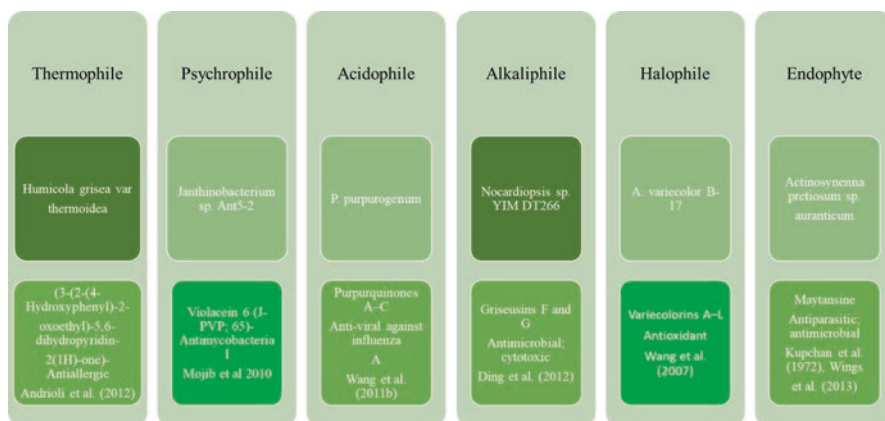 Thermophile
Humicola grisea var
thermoidea
(3-(2-(4-
Hydroxyphenyl)-2-
oxoethyl)-5,6-
dihydropyridin-
2(1H)-one)-
Antiallergic
Andrioli et al. (2012)
Psychrophile
Janthinobacterium
sp. Ant5-2
Violacein 6 (J-
PVP; 65)-
Antimycobacteria
l
Mojib et al 2010
Acidophile
P. purpurogenum
Purpurquinones
A–C
Anti-viral against
influenza
A
Wang et al.
(2011b)
Alkaliphile
Nocardiopsis sp.
YIM DT266
Griseusins F and
G
Antimicrobial;
cytotoxic
Ding et al. (2012)
Halophile
A. variecolor B-
17
Variecolorins A–L
Antioxidant
Wang et al.
(2007)
Endophyte
Actinosynenna
pretiosum sp.
auranticum
Maytansine
Antiparasitic;
antimicrobial
Kupchan et al.
(1972), Wings
et al. (2013)